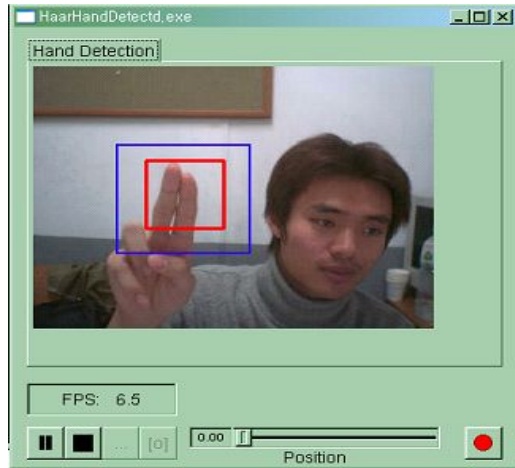 HaarHandDetectd.exe
Hand Detection
FPS: 6.5
... [o] 0.00
Position